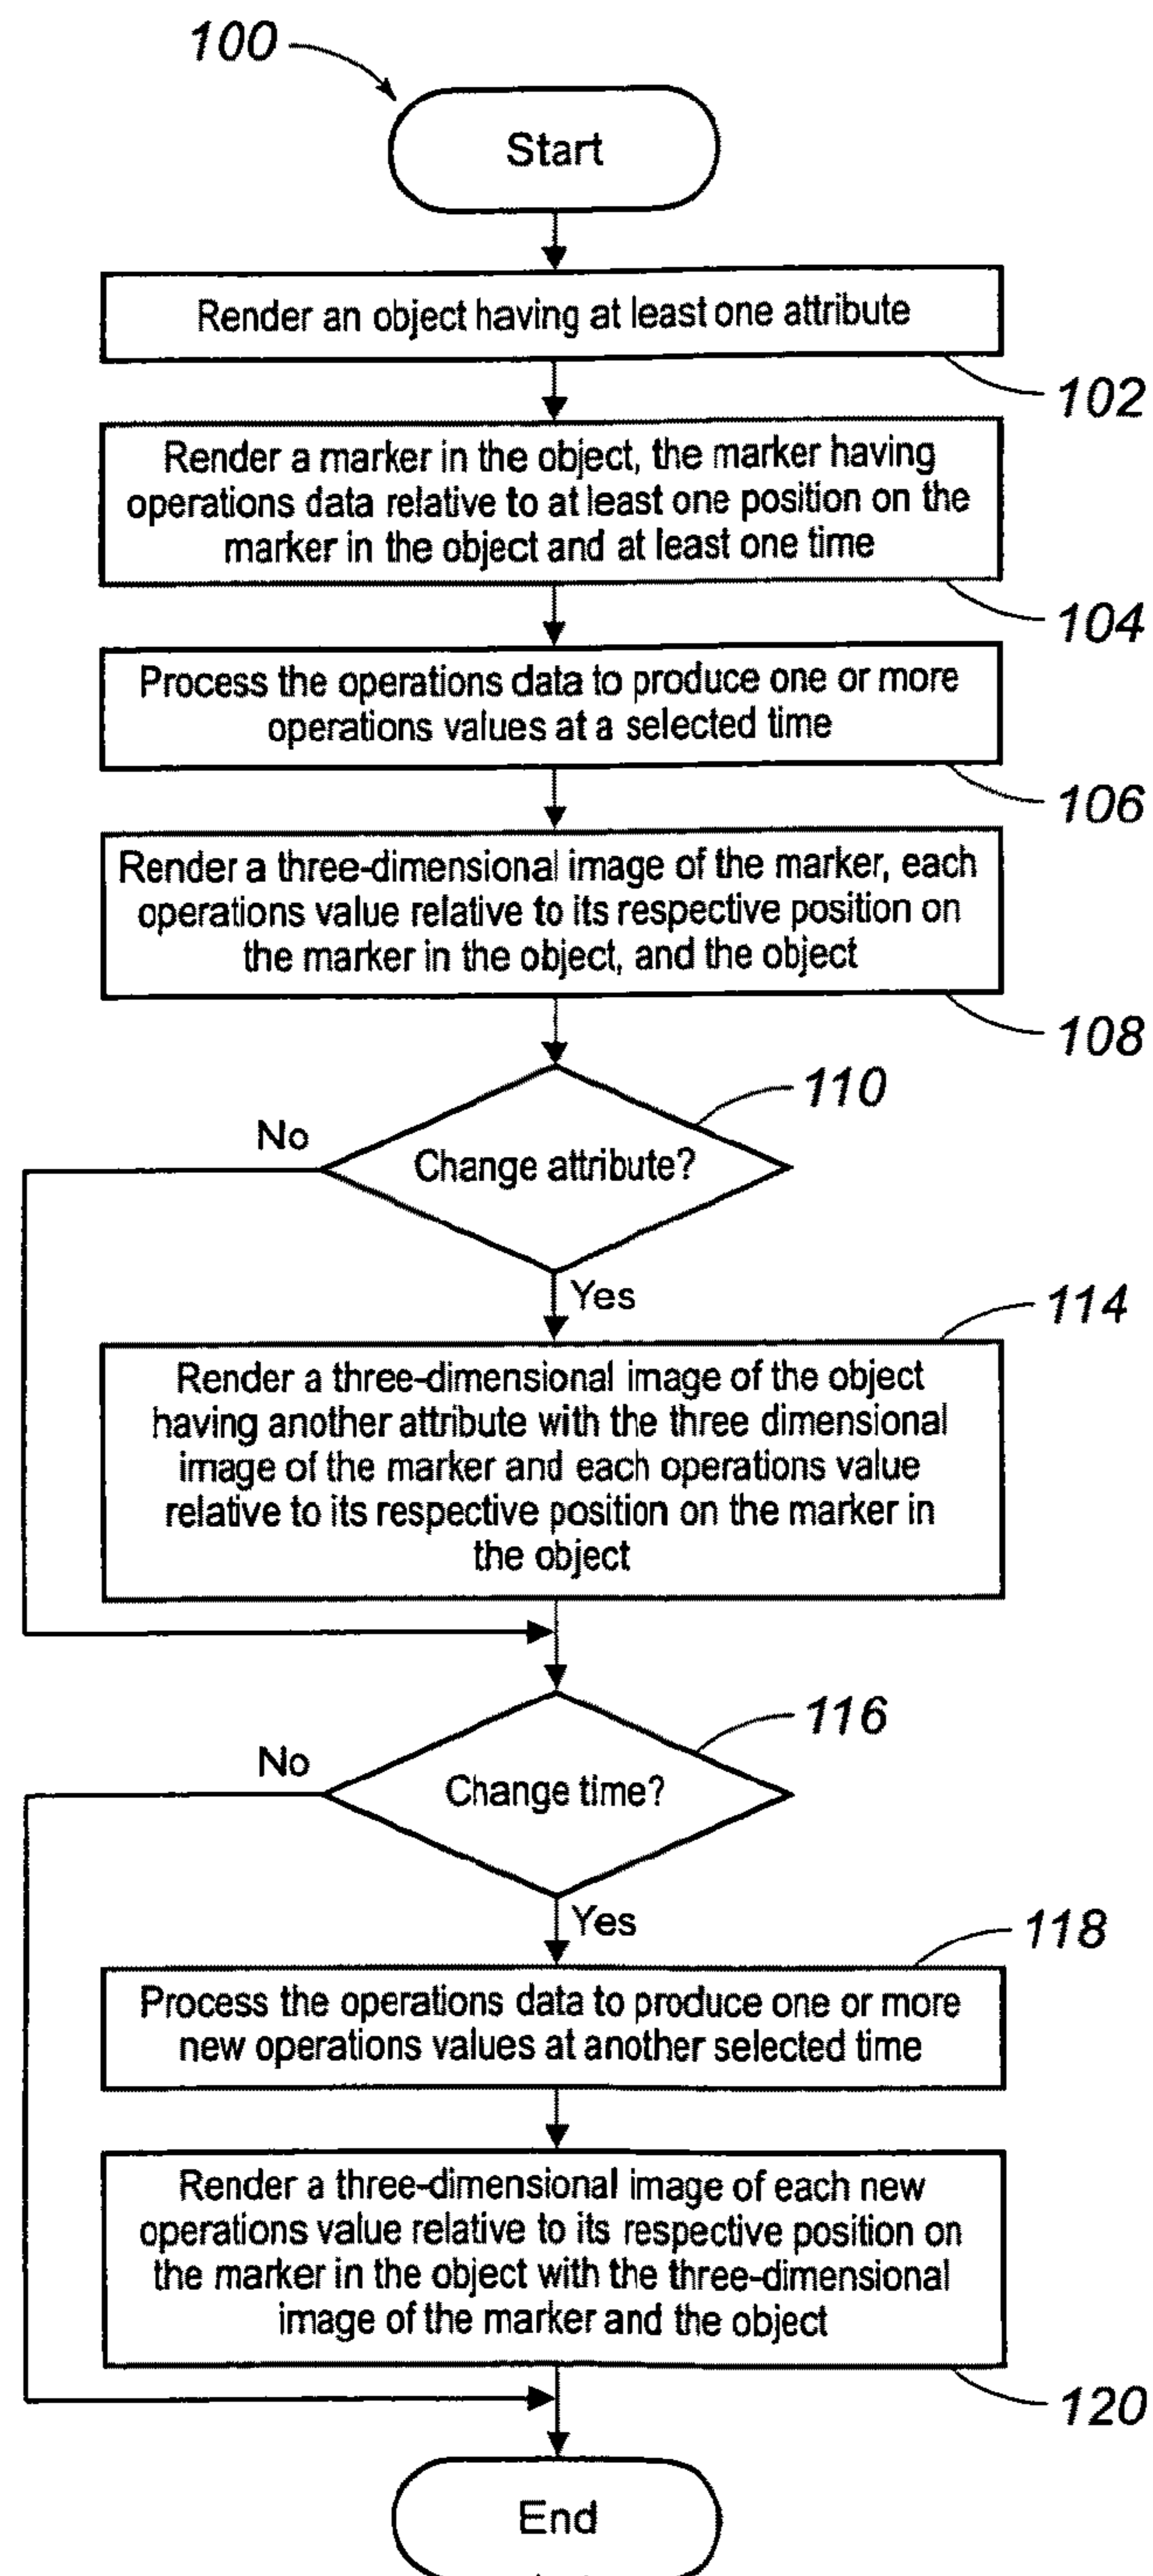 100
Start
Render an object having at least one attribute
102
Render a marker in the object, the marker having
operations data relative to at least one position on the
marker in the object and at least one time
104
Process the operations data to produce one or more
operations values at a selected time
106
Render a three-dimensional image of the marker, each
operations value relative to its respective position on
the marker in the object, and the object
108
110
No
Change attribute?
Yes
114
Render a three-dimensional image of the object
having another attribute with the three dimensional
image of the marker and each operations value
relative to its respective position on the marker in
the object
116
No
Change time?
Yes
118
Process the operations data to produce one or more
new operations values at another selected time
Render a three-dimensional image of each new
operations value relative to its respective position on
the marker in the object with the three-dimensional
image of the marker and the object
120
End